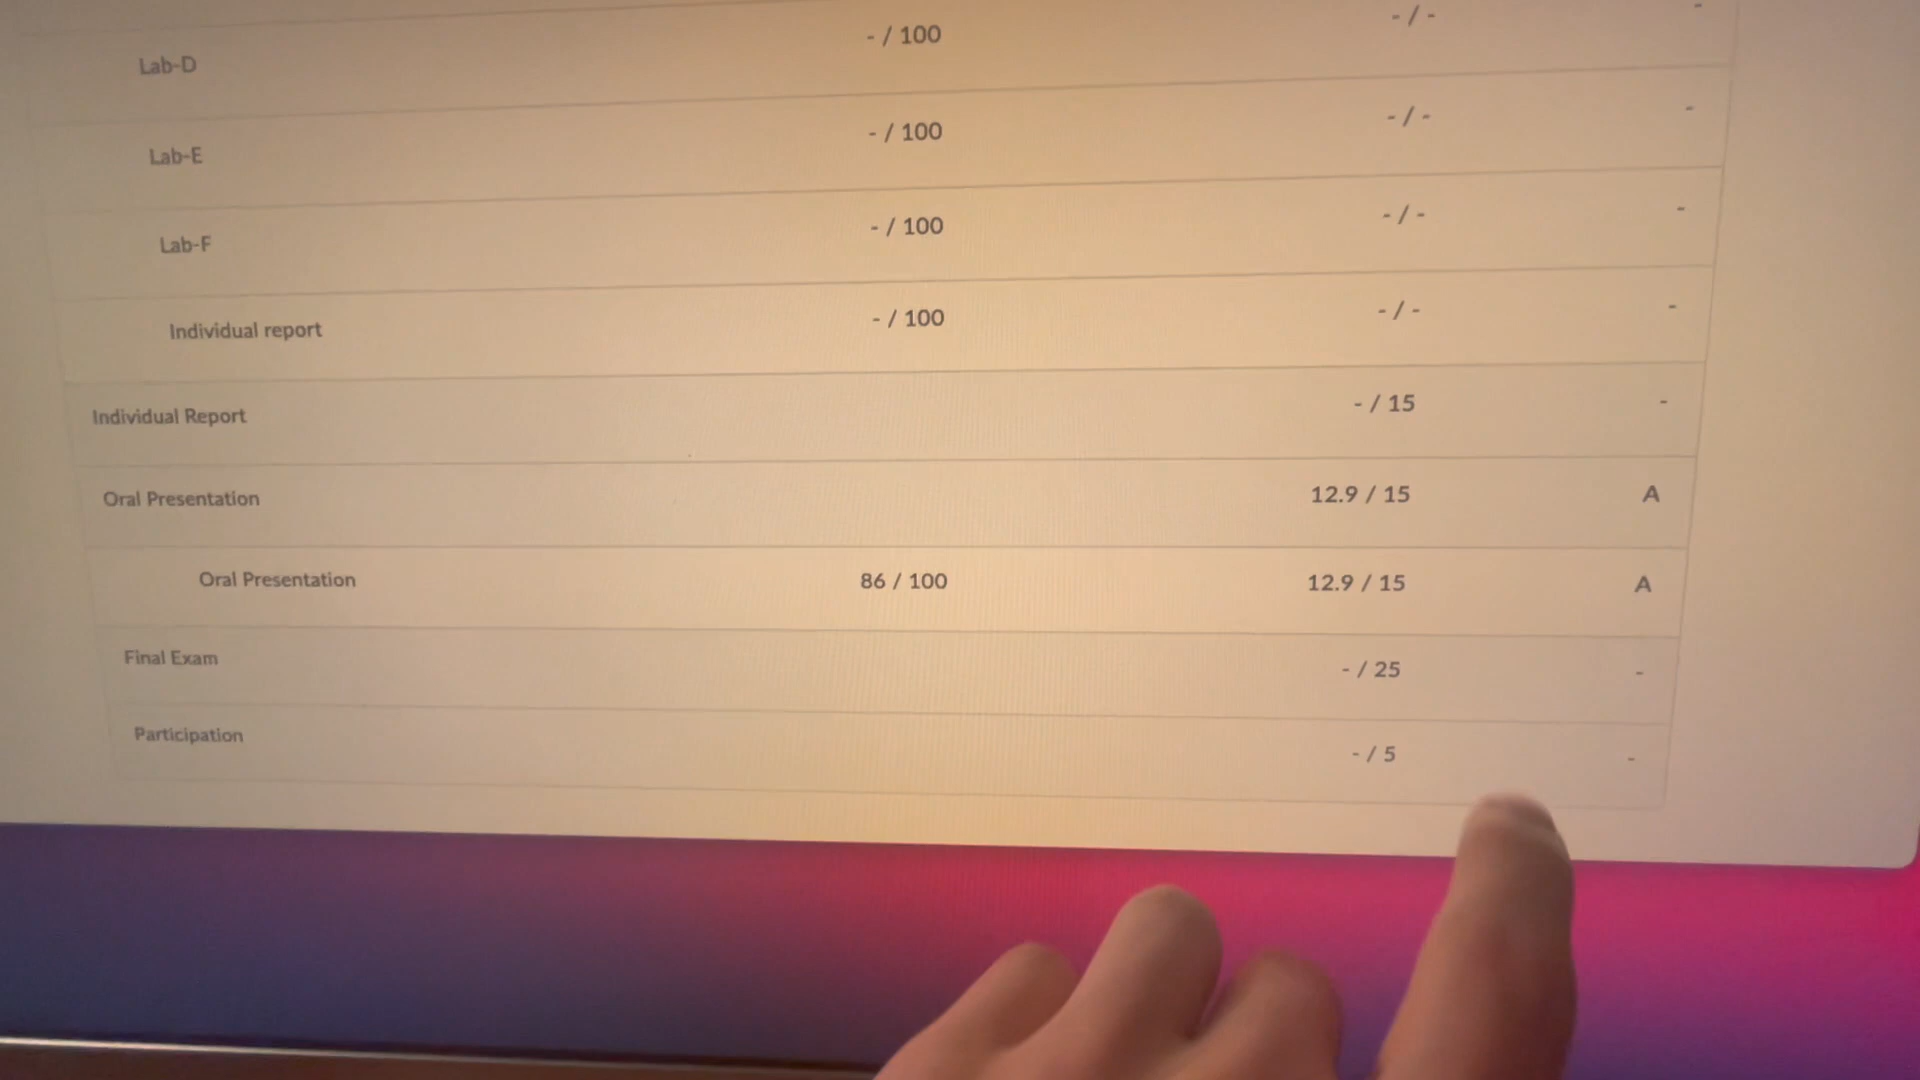 - / 100 - / - -
Lab-D
Lab-E - / 100 - / - -
Lab-F - / 100 - / - -
Individual report - / 100 - / - -
Individual Report - / 15 -
Oral Presentation 12.9 / 15 A
Oral Presentation 86 / 100 12.9 / 15 A
Final Exam - / 25 -
Participation - / 5 -